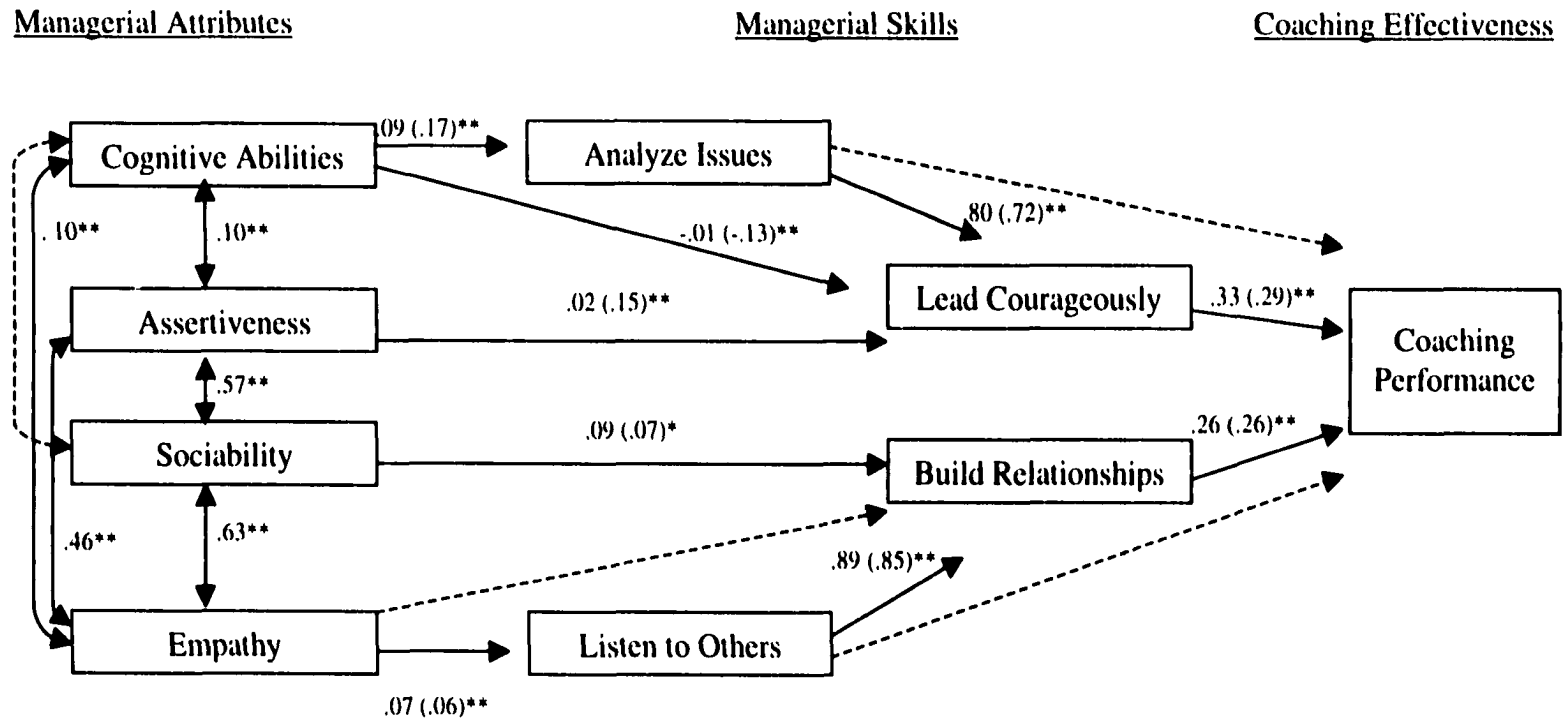 Managerial Attributes
Managerial Skills
Coaching Effectiveness
.09 (.17)**
Cognitive Abilities
Analyze Issues
.80 (.72)**
.10**
.10**
-.01 (-.13)**
Assertiveness
.02 (.15)**
Lead Courageously
.33 (.29)**
Coaching
Performance
.57**
Sociability
.09 (.07)*
Build Relationships
.26 (.26)**
.46**
.63**
.89 (.85)**
Empathy
Listen to Others
.07 (.06)**